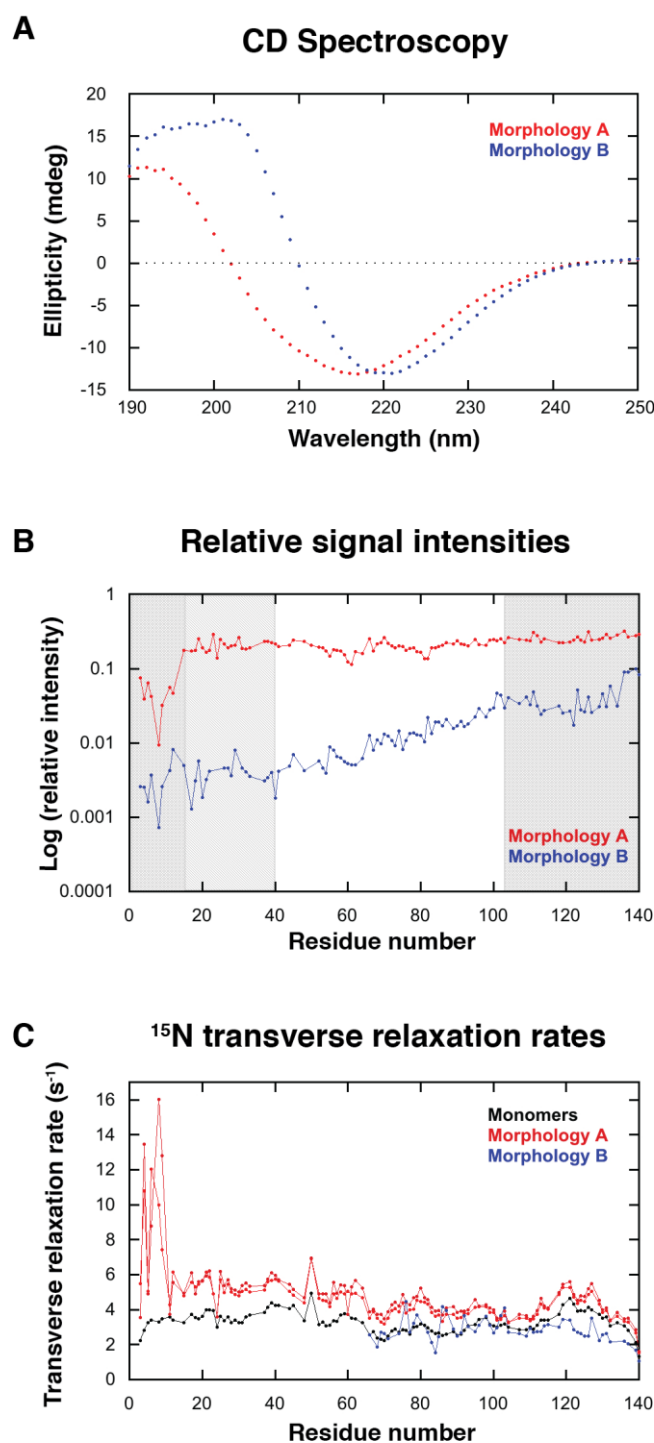 A
CD Spectroscopy
Ellipticity (mdeg)
20
15
10
5
0
-5
-10
-15
Morphology A
Morphology B
190 200 210 220 230 240 250
Wavelength (nm)
B
Relative signal intensities
Log (relative intensity)
1
0.1
0.01
0.001
0.0001
Morphology A
Morphology B
0 20 40 60 80 100 120 140
Residue number
C
¹⁵N transverse relaxation rates
Transverse relaxation rate (s⁻¹)
16
14
12
10
8
6
4
2
0
Monomers
Morphology A
Morphology B
0 20 40 60 80 100 120 140
Residue number